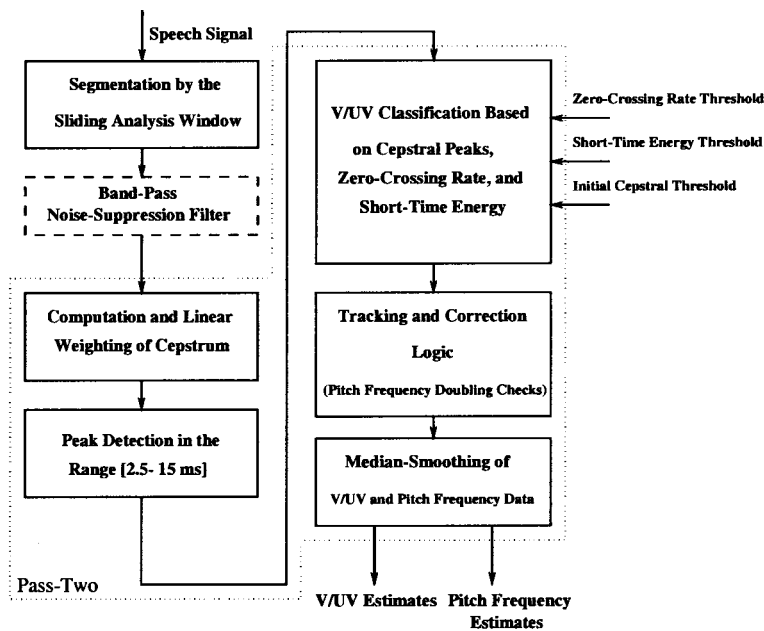 Speech Signal
Segmentation by the
Sliding Analysis Window
Band-Pass
Noise-Suppression Filter
Computation and Linear
Weighting of Cepstrum
Peak Detection in the
Range [2.5- 15 ms]
Pass-Two
V/UV Classification Based
on Cepstral Peaks,
Zero-Crossing Rate, and
Short-Time Energy
Zero-Crossing Rate Threshold
Short-Time Energy Threshold
Initial Cepstral Threshold
Tracking and Correction
Logic
(Pitch Frequency Doubling Checks)
Median-Smoothing of
V/UV and Pitch Frequency Data
V/UV Estimates
Pitch Frequency
Estimates